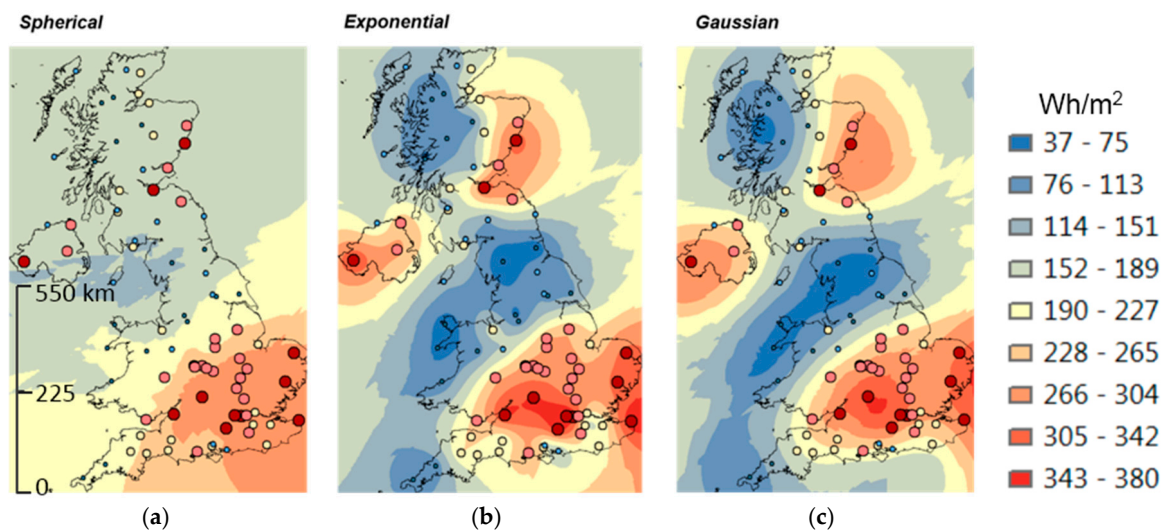 Spherical
Exponential
Gaussian
Wh/m²
37 - 75
76 - 113
114 - 151
152 - 189
190 - 227
228 - 265
266 - 304
305 - 342
343 - 380
550 km
225
0
(a)
(b)
(c)